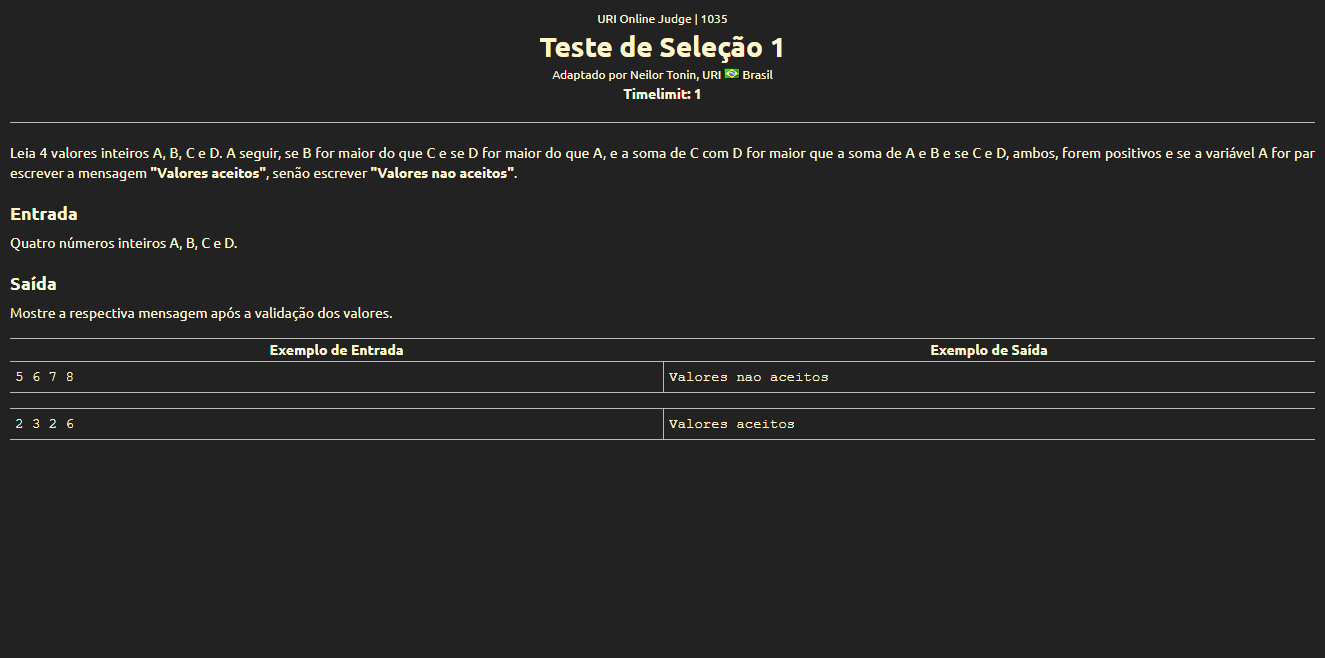 URI Online Judge | 1035
Teste de Seleção 1
Adaptado por Neilor Tonin, URI Brasil
Timelimit: 1
Leia 4 valores inteiros A, B, C e D. A seguir, se B for maior do que C e se D for maior do que A, e a soma de C com D for maior que a soma de A e B e se C e D, ambos, forem positivos e se a variável A for par
escrever a mensagem "Valores aceitos", senão escrever "Valores nao aceitos".
Entrada
Quatro números inteiros A, B, C e D.
Saída
Mostre a respectiva mensagem após a validação dos valores.
Exemplo de Entrada Exemplo de Saída
5 6 7 8 Valores nao aceitos
2 3 2 6 Valores aceitos